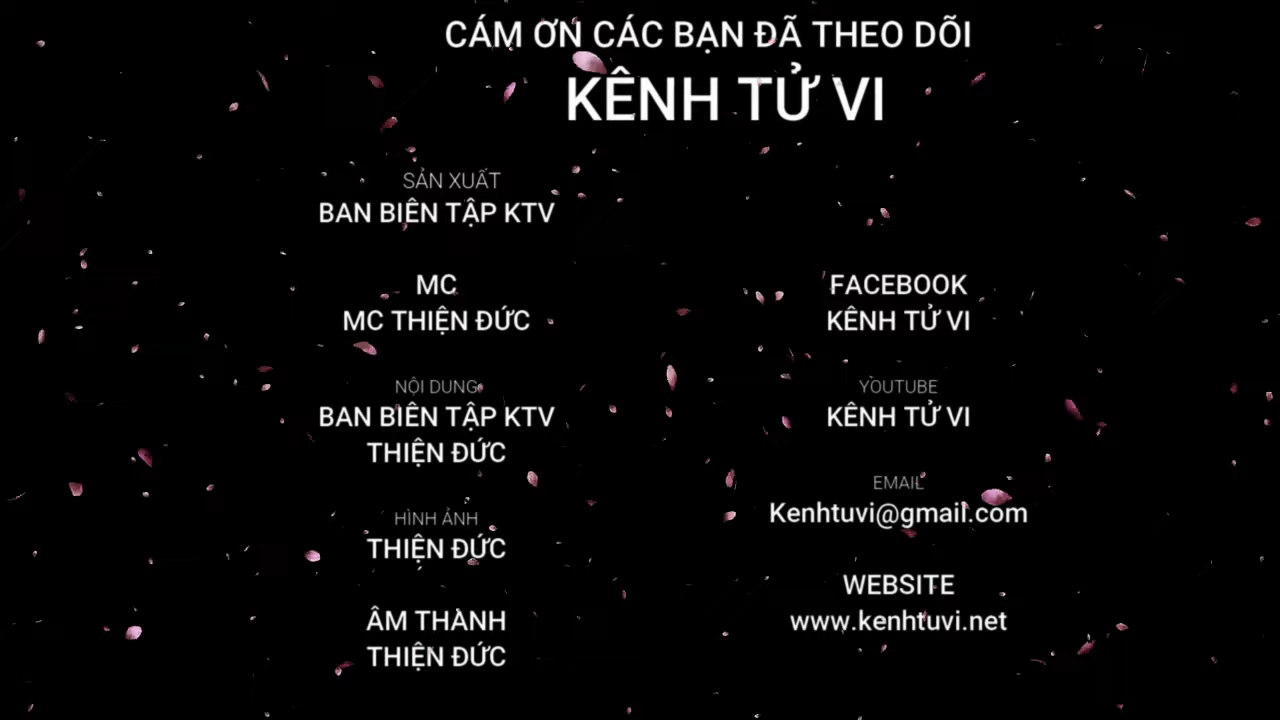 CÁM ƠN CÁC BẠN ĐÃ THEO DÕI
KÊNH TỬ VI
SẢN XUẤT
BAN BIÊN TẬP KTV
MC
MC THIỆN ĐỨC
NỘI DUNG
BAN BIÊN TẬP KTV
THIỆN ĐỨC
HÌNH ẢNH
THIỆN ĐỨC
ÂM THÀNH
THIỆN ĐỨC
FACEBOOK
KÊNH TỬ VI
YOUTUBE
KÊNH TỬ VI
EMAIL
Kenhtuvi@gmail.com
WEBSITE
www.kenhtuvi.net